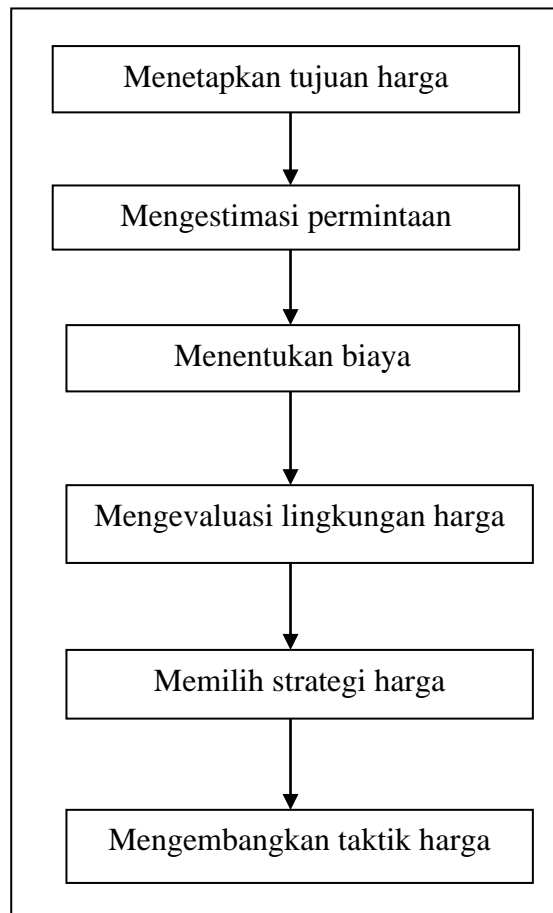 Menetapkan tujuan harga
Mengestimasi permintaan
Menentukan biaya
Mengevaluasi lingkungan harga
Memilih strategi harga
Mengembangkan taktik harga